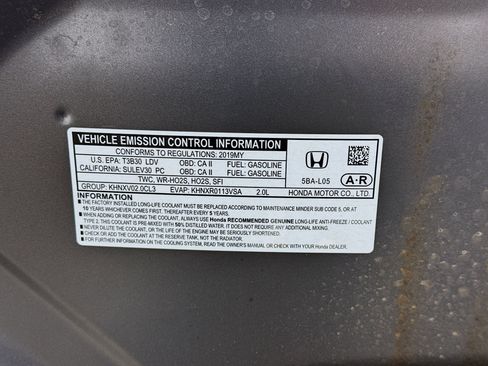 VEHICLE EMISSION CONTROL INFORMATION
CONFORMS TO REGULATIONS: 2019MY
U.S. EPA: T3B30 LDV OBD: CA II FUEL: GASOLINE
CALIFORNIA: SULEV30 PC OBD: CA II FUEL: GASOLINE
TWC, WR-HO2S, HO2S, SFI
GROUP: KHNXV02.0CL3 EVAP: KHNXR0113VSA 2.0L
5BA-L05 A-R
HONDA MOTOR CO., LTD.
INFORMATION
■ THE FACTORY INSTALLED LONG-LIFE COOLANT MUST BE REPLACED ACCORDING TO MAINTENANCE MINDER SUB CODE 5, OR AT
10 YEARS WHICH COMES FIRST, THEREAFTER EVERY 5 YEARS.
■ WHEN ADDING OR REPLACING THE COOLANT, ALWAYS USE Honda RECOMMENDED GENUINE LONG-LIFE ANTI-FREEZE / COOLANT
TYPE 2. THIS COOLANT IS PRE-MIXED WITH 50% DISTILLED WATER. IT DOES NOT REQUIRE ANY ADDITIONAL MIXING.
■ NEVER DILUTE THE COOLANT, OR THE LIFE OF THE ENGINE MAY BE SERIOUSLY SHORTENED.
■ CHECK OR ADD THE COOLANT AT THE RESERVE TANK, NOT THE RADIATOR.
■ FOR FURTHER INFORMATION ON THE COOLING SYSTEM, READ THE OWNER'S MANUAL OR CHECK WITH YOUR Honda DEALER.